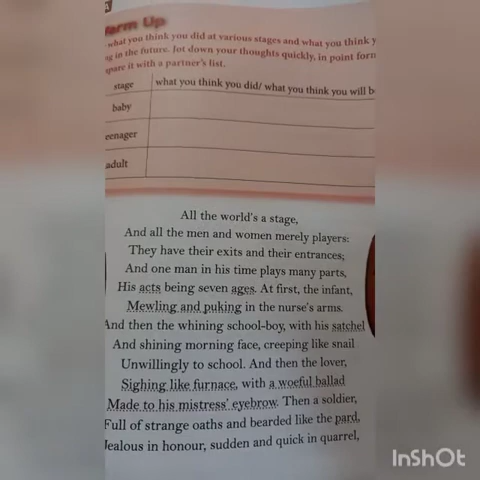 A
Warm Up
what you think you did at various stages and what you think y
in the future. Jot down your thoughts quickly, in point form
it with a partner's list.
stage what you think you did/ what you think you will b
baby
eenager
adult
All the world's a stage,
And all the men and women merely players:
They have their exits and their entrances;
And one man in his time plays many parts,
His acts being seven ages. At first, the infant,
Mewling and puking in the nurse's arms.
And then the whining school-boy, with his satchel
And shining morning face, creeping like snail
Unwillingly to school. And then the lover,
Sighing like furnace, with a woeful ballad
Made to his mistress' eyebrow. Then a soldier,
Full of strange oaths and bearded like the pard,
Jealous in honour, sudden and quick in quarrel,
InShOt